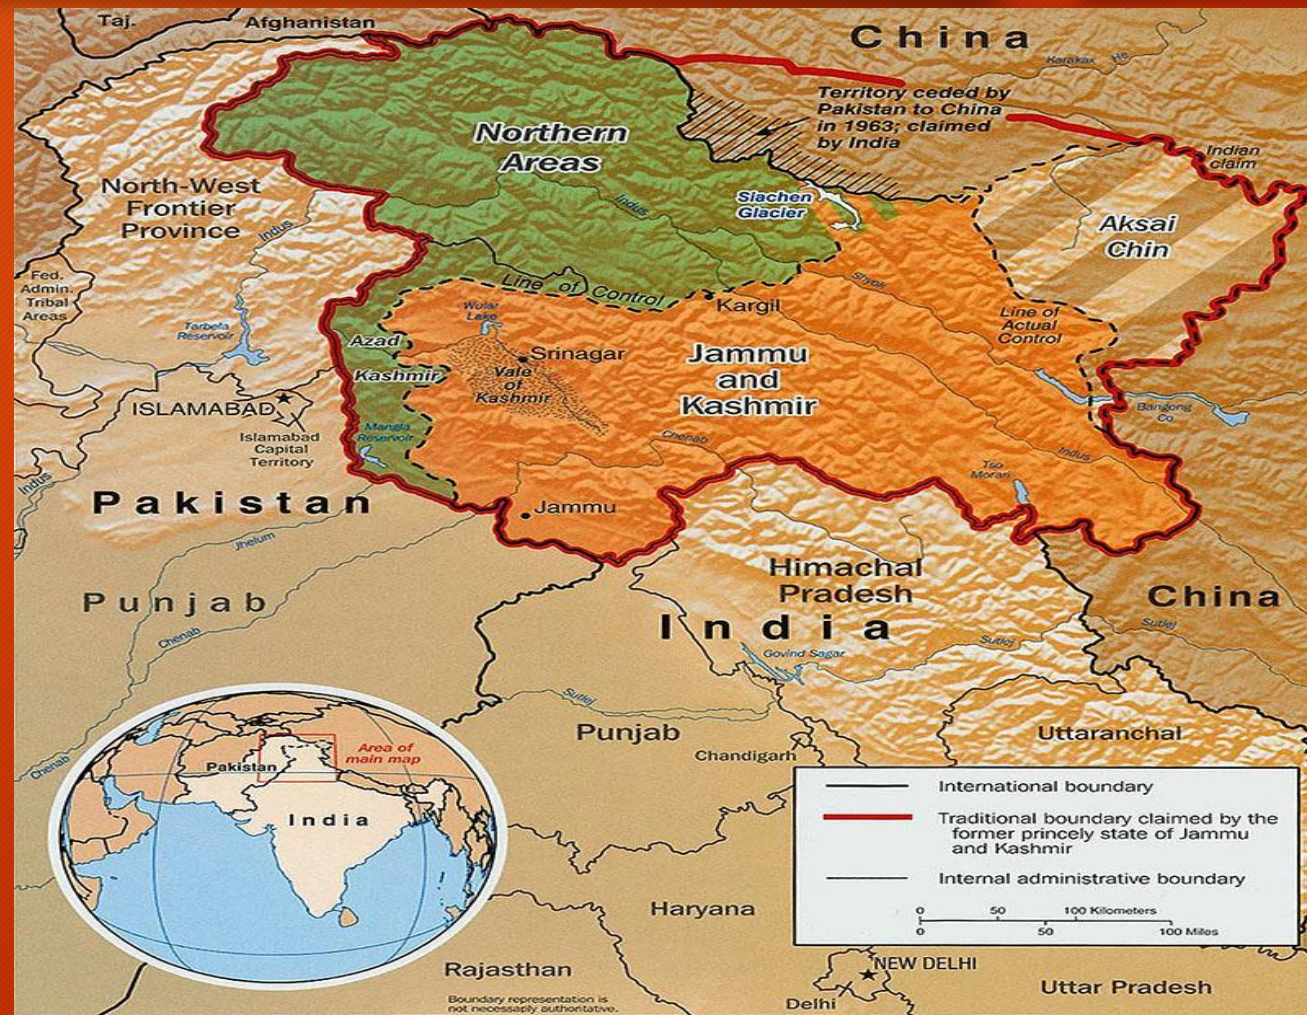 Taj.
Afghanistan
China
Karakax He
Territory ceded by
Pakistan to China
in 1963; claimed
by India
Northern
Areas
Indian
claim
North-West
Frontier
Province
Indus
Indus
Siachen
Glacier
Aksai
Chin
Fed.
Admin.
Tribal
Areas
Line of Control
Shyok
Kargil
Wular
Lake
Line of
Actual
Control
Tarbela
Reservoir
Azad
Kashmir
Srinagar
Vale
of
Kashmir
Jammu
and
Kashmir
ISLAMABAD
Islamabad
Capital
Territory
Mangla
Reservoir
Bangong
Co
Chenab
Indus
Tso
Morari
Indus
Pakistan
Jammu
Jhelum
Himachal
Pradesh
Punjab
China
Chenab
India
Sutlej
Sutlej
Govind Sagar
Sutlej
Punjab
Uttaranchal
Chandigarh
Chenab
Area of
main map
Pakistan
India
International boundary
Traditional boundary claimed by the
former princely state of Jammu
and Kashmir
Internal administrative boundary
0 50 100 Kilometers
0 50 100 Miles
Haryana
Rajasthan
NEW DELHI
Delhi
Uttar Pradesh
Boundary representation is
not necessarily authoritative.